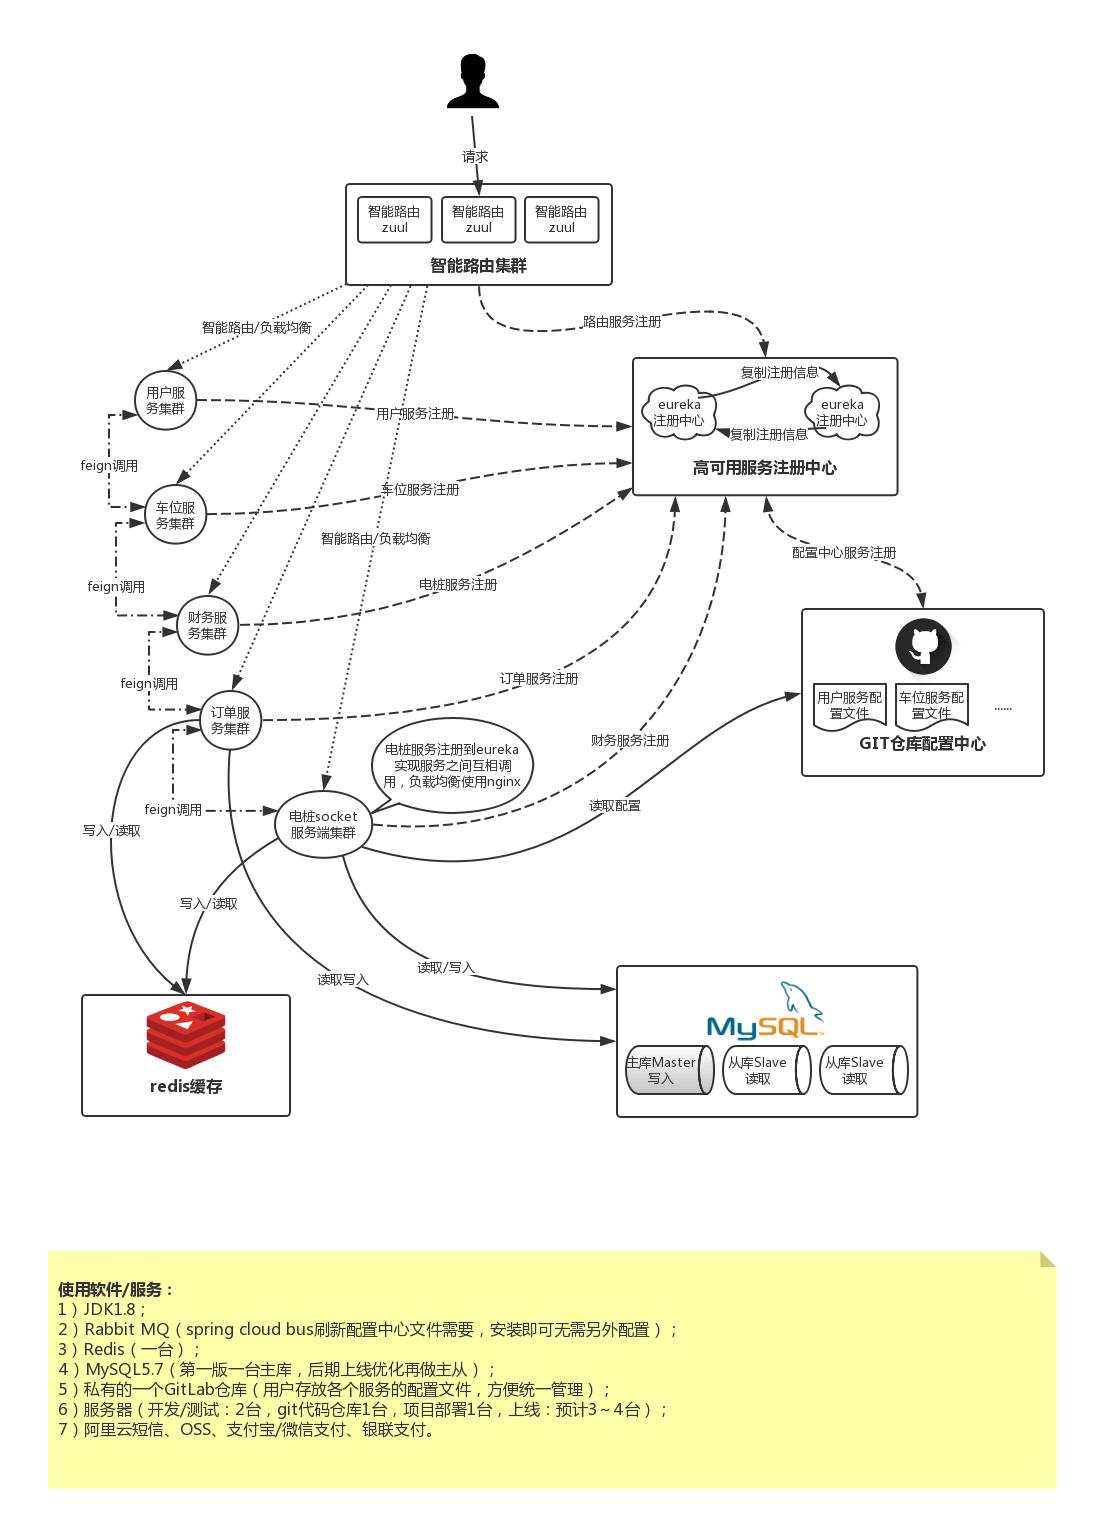 请求
智能路由
zuul
智能路由
zuul
智能路由
zuul
智能路由集群
智能路由/负载均衡
路由服务注册
用户服
务集群
用户服务注册
复制注册信息
eureka
注册中心
eureka
注册中心
复制注册信息
高可用服务注册中心
feign调用
车位服
务集群
车位服务注册
智能路由/负载均衡
配置中心服务注册
feign调用
电桩服务注册
财务服
务集群
feign调用
订单服务注册
用户服务配
置文件
车位服务配
置文件
......
GIT仓库配置中心
订单服
务集群
财务服务注册
电桩服务注册到eureka
实现服务之间互相调
用，负载均衡使用nginx
feign调用
电桩socket
服务端集群
读取配置
写入/读取
写入/读取
读取写入
读取/写入
redis缓存
MySQL
主库Master
写入
从库Slave
读取
从库Slave
读取
使用软件/服务：
1）JDK1.8；
2）Rabbit MQ（spring cloud bus刷新配置中心文件需要，安装即可无需另外配置）；
3）Redis（一台）；
4）MySQL5.7（第一版一台主库，后期上线优化再做主从）；
5）私有的一个GitLab仓库（用户存放各个服务的配置文件，方便统一管理）；
6）服务器（开发/测试：2台，git代码仓库1台，项目部署1台，上线：预计3～4台）；
7）阿里云短信、OSS、支付宝/微信支付、银联支付。